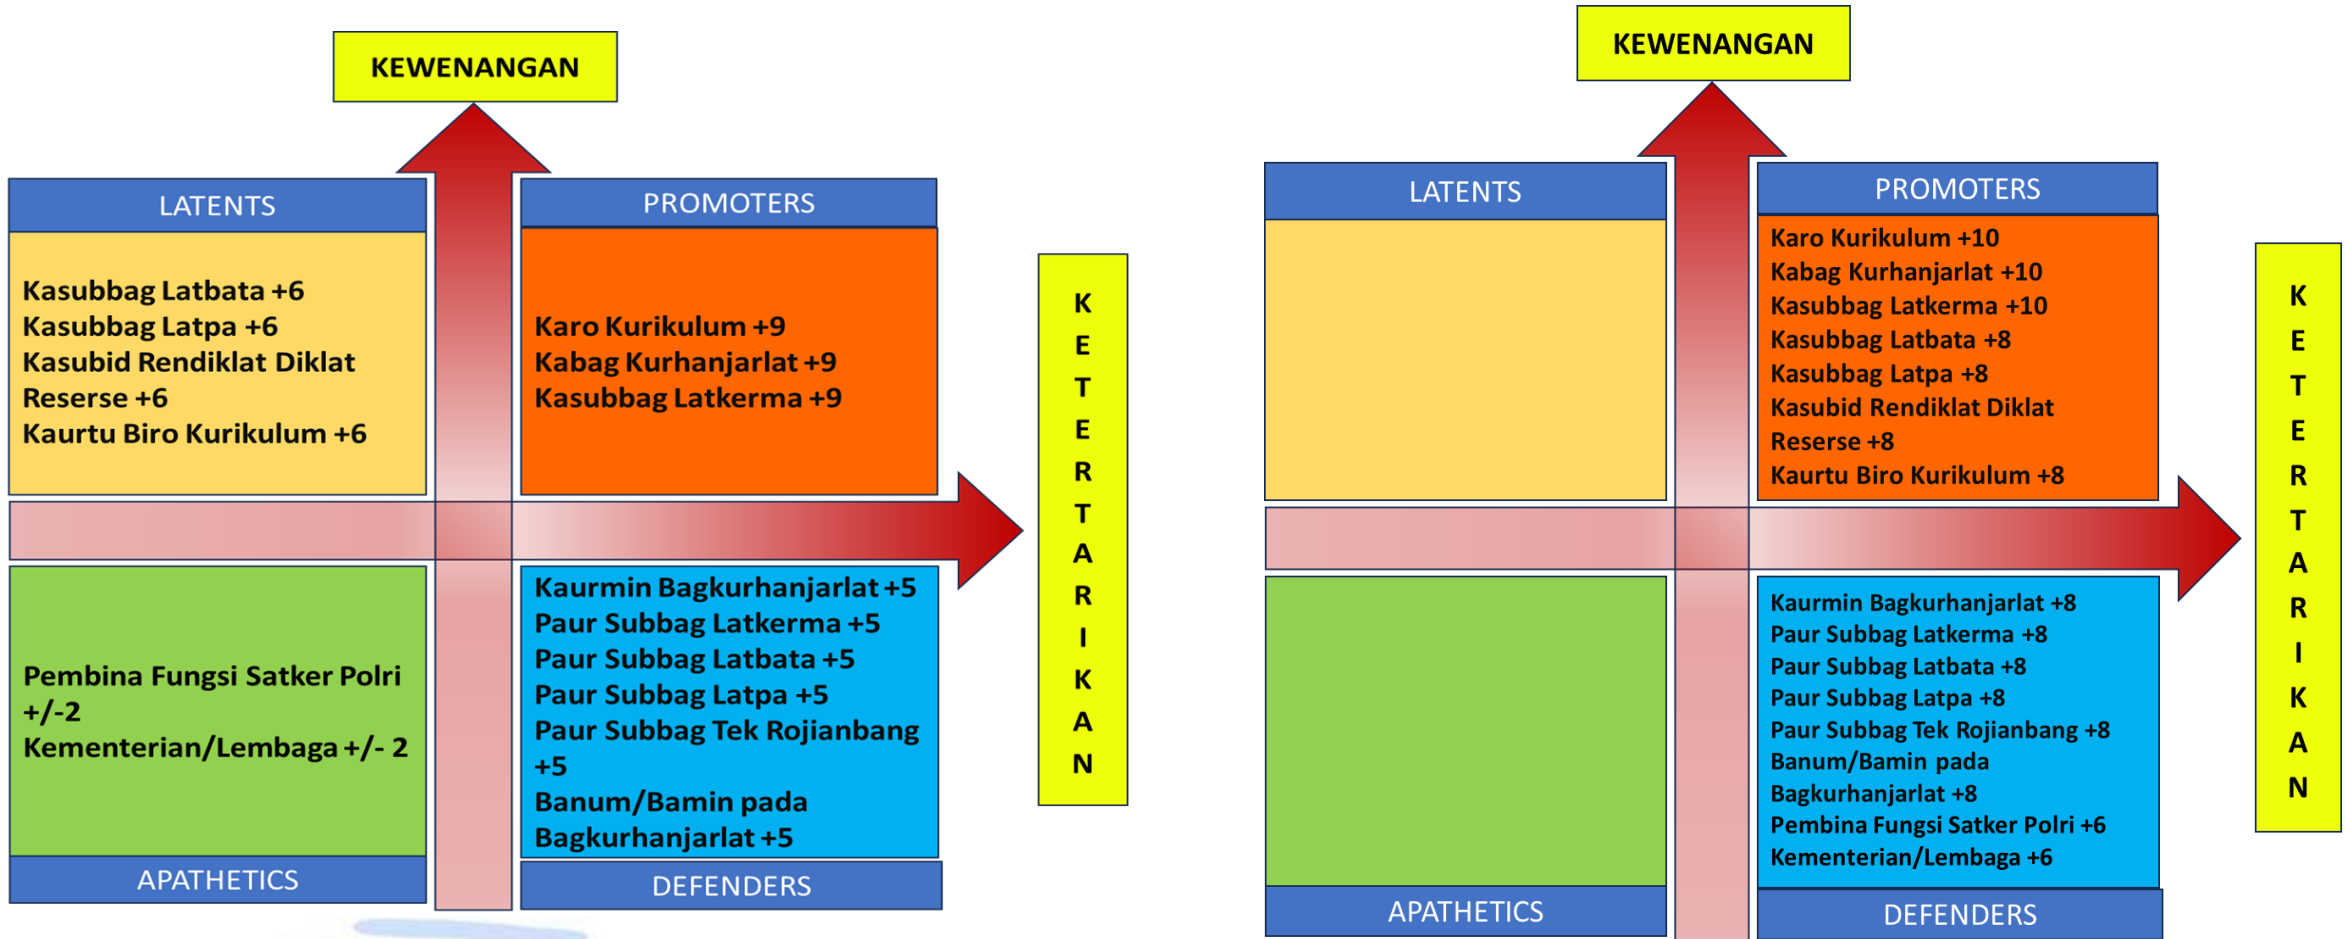 KEWENANGAN
LATENTS
Kasubbag Latbata +6
Kasubbag Latpa +6
Kasubid Rendiklat Diklat
Reserse +6
Kaurtu Biro Kurikulum +6
PROMOTERS
Karo Kurikulum +9
Kabag Kurhanjarlat +9
Kasubbag Latkerma +9
K
E
T
E
R
T
A
R
I
K
A
N
Pembina Fungsi Satker Polri
+/-2
Kementerian/Lembaga +/- 2
APATHETICS
Kaurmin Bagkurhanjarlat +5
Paur Subbag Latkerma +5
Paur Subbag Latbata +5
Paur Subbag Latpa +5
Paur Subbag Tek Rojianbang
+5
Banum/Bamin pada
Bagkurhanjarlat +5
DEFENDERS
KEWENANGAN
LATENTS
PROMOTERS
Karo Kurikulum +10
Kabag Kurhanjarlat +10
Kasubbag Latkerma +10
Kasubbag Latbata +8
Kasubbag Latpa +8
Kasubid Rendiklat Diklat
Reserse +8
Kaurtu Biro Kurikulum +8
K
E
T
E
R
T
A
R
I
K
A
N
APATHETICS
Kaurmin Bagkurhanjarlat +8
Paur Subbag Latkerma +8
Paur Subbag Latbata +8
Paur Subbag Latpa +8
Paur Subbag Tek Rojianbang +8
Banum/Bamin pada
Bagkurhanjarlat +8
Pembina Fungsi Satker Polri +6
Kementerian/Lembaga +6
DEFENDERS